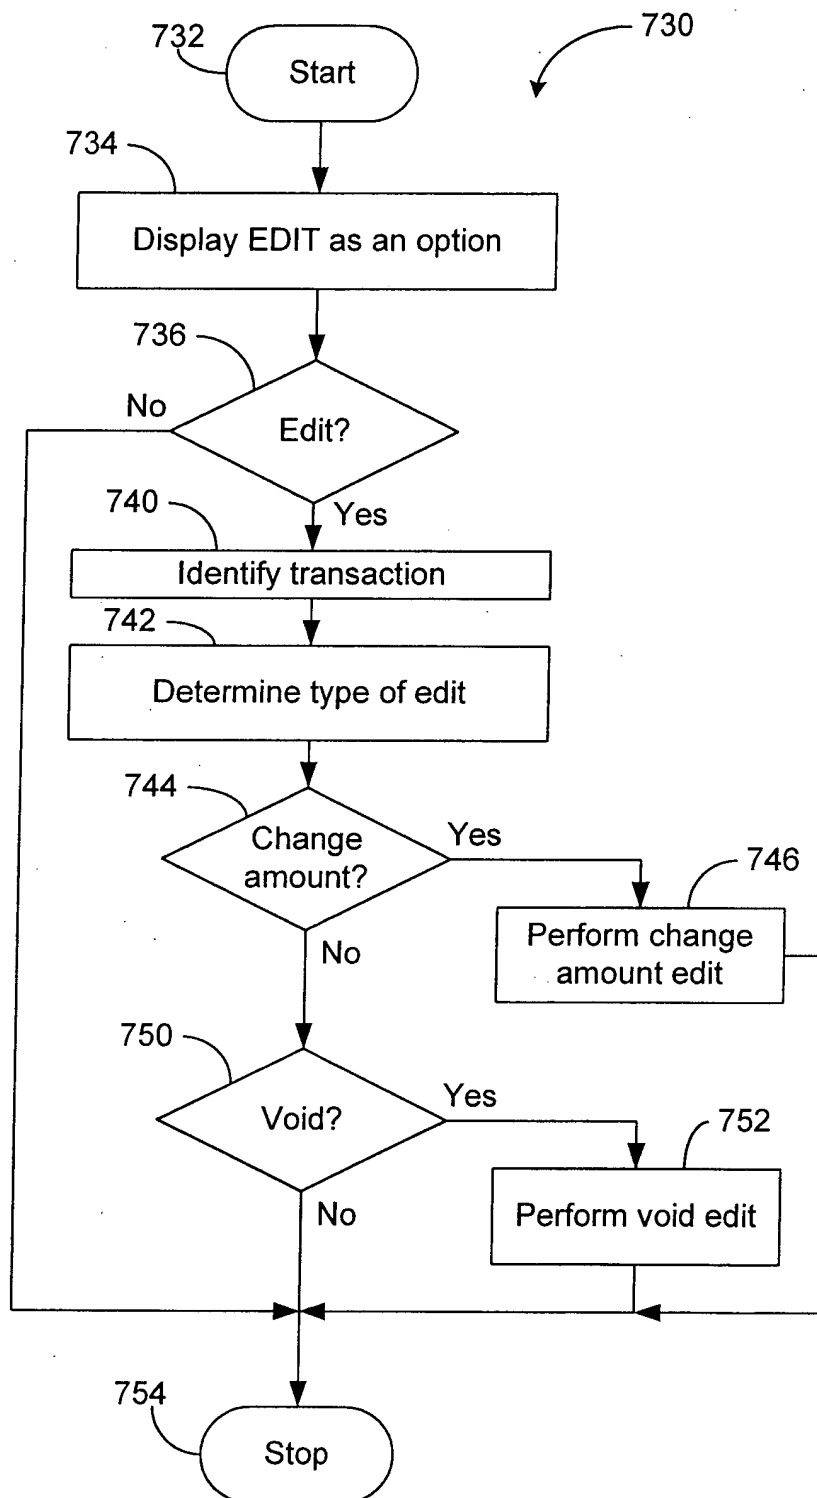 730
732
Start
734
Display EDIT as an option
736
No
Edit?
Yes
740
Identify transaction
742
Determine type of edit
744
Change
amount?
Yes
746
Perform change
amount edit
No
750
Void?
Yes
752
Perform void edit
No
754
Stop